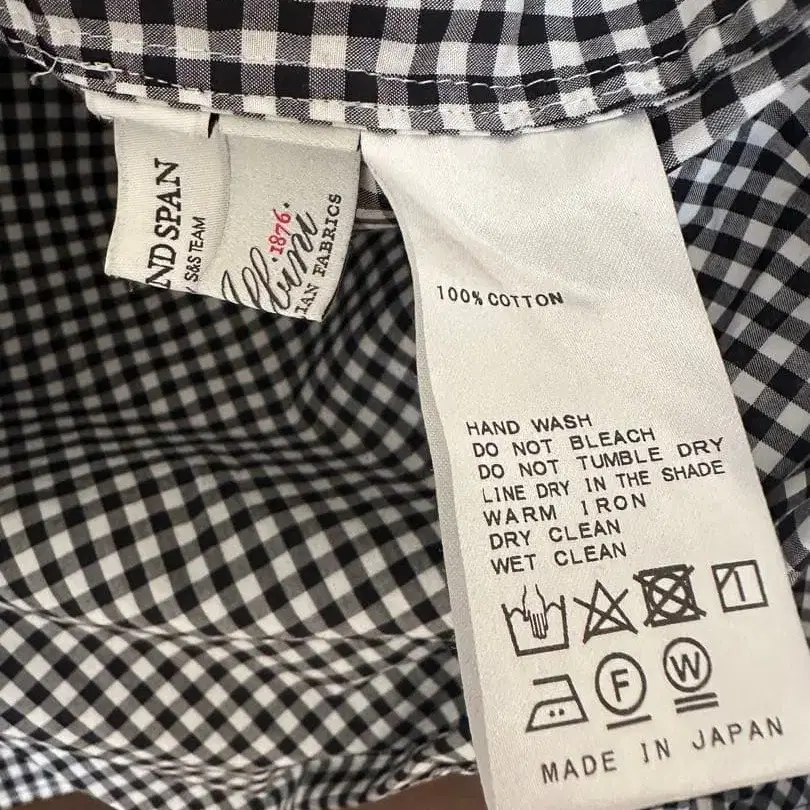 ND SPAN
S&S TEAM
1876.
IAN FABRICS
100% COTTON
HAND WASH
DO NOT BLEACH
DO NOT TUMBLE DRY
LINE DRY IN THE SHADE
WARM IRON
DRY CLEAN
WET CLEAN
F
W
MADE IN JAPAN